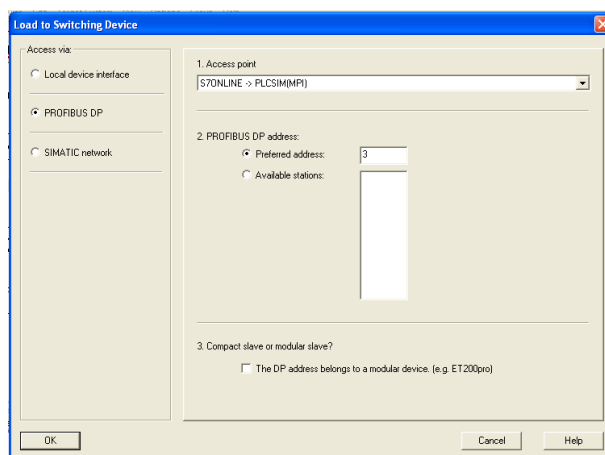 Load to Switching Device
Access via:
Local device interface
PROFIBUS DP
SIMATIC network
1. Access point
S7ONLINE -> PLCSIM(MPI)
2. PROFIBUS DP address:
Preferred address:
3
Available stations:
3. Compact slave or modular slave?
The DP address belongs to a modular device. (e.g. ET200pro)
OK
Cancel
Help